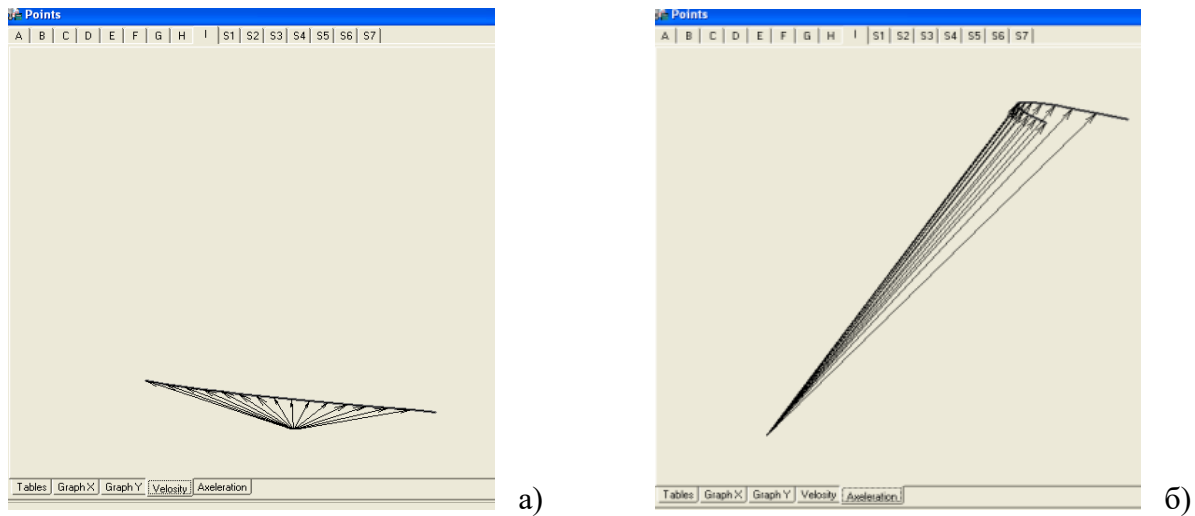 Points
A B C D E F G H I S1 S2 S3 S4 S5 S6 S7
Tables Graph X Graph Y Velosity Axeleration
а)
Points
A B C D E F G H I S1 S2 S3 S4 S5 S6 S7
Tables Graph X Graph Y Velosity Axeleration
б)